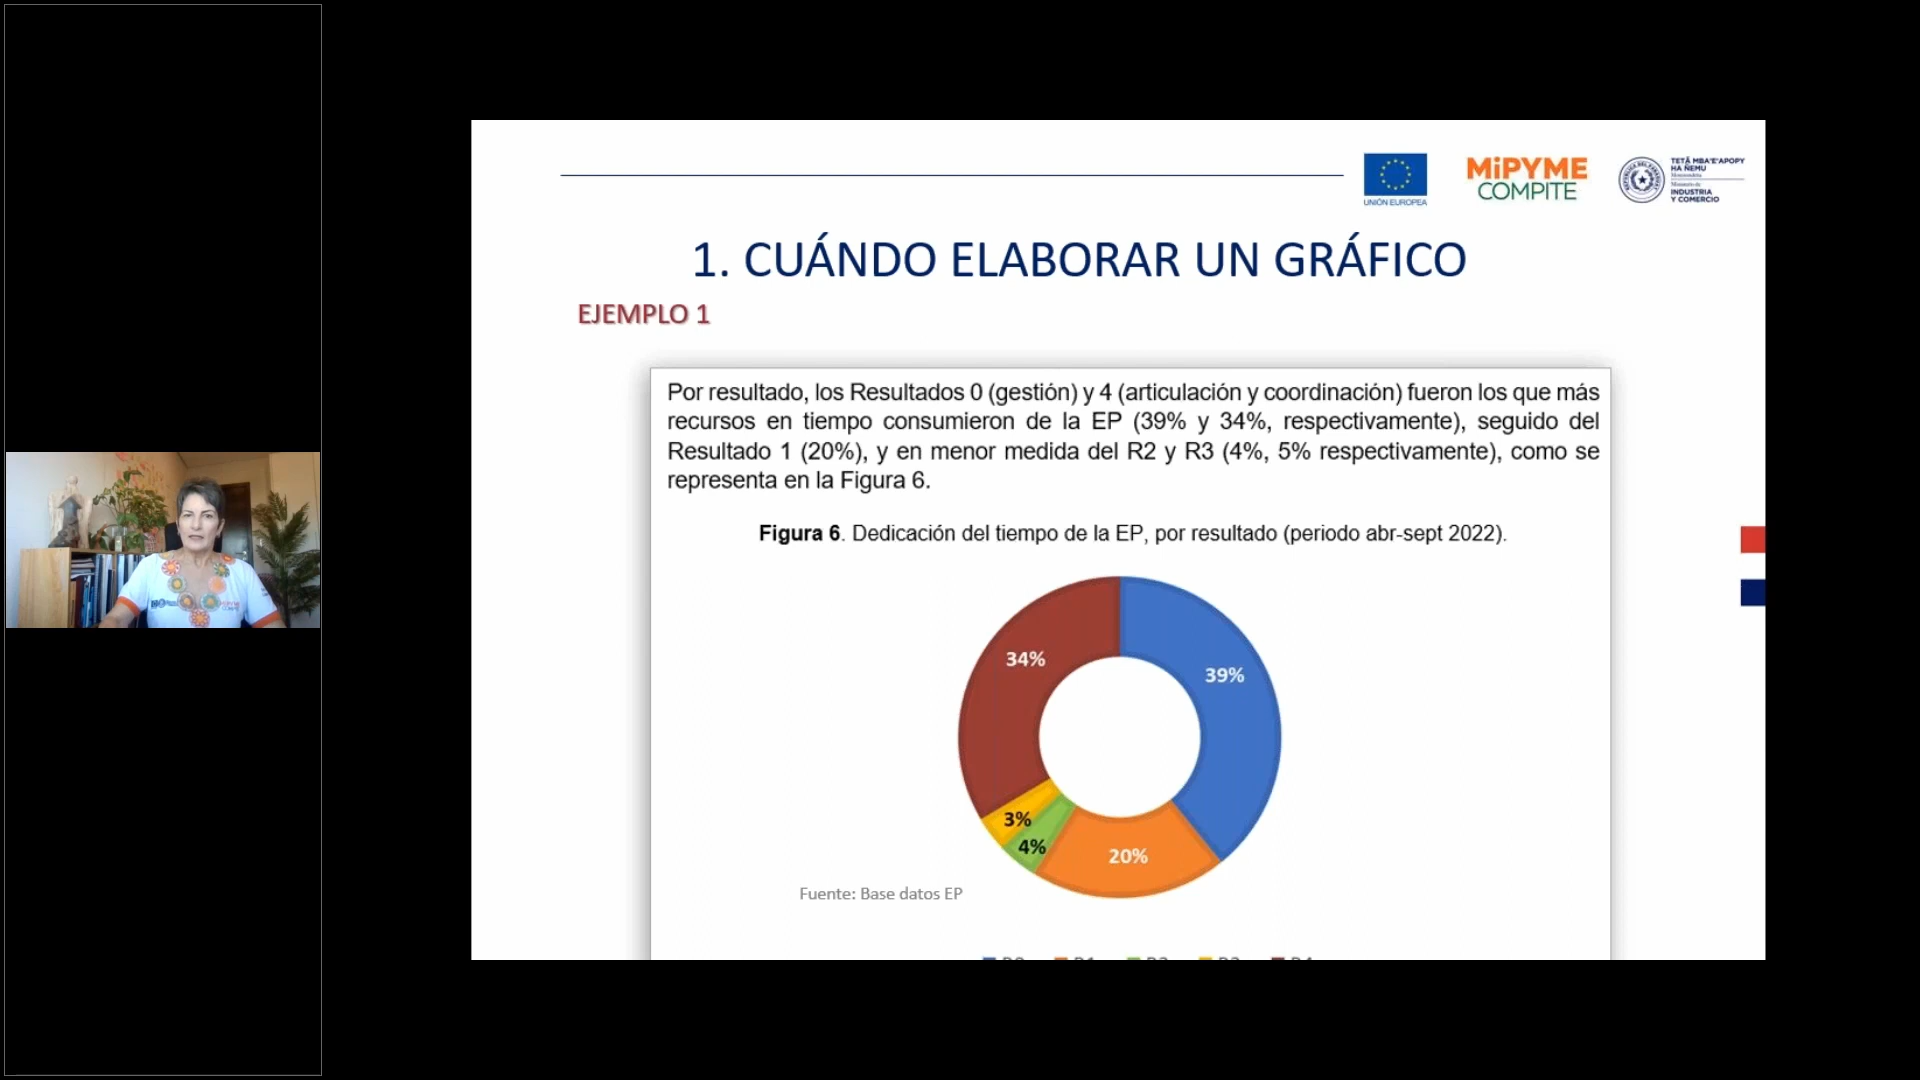 UNIÓN EUROPEA
MiPYME
COMPITE
TETÃ MBA'E'APOPY
HA ÑEMU
INDUSTRIA
Y COMERCIO
1. CUÁNDO ELABORAR UN GRÁFICO
EJEMPLO 1
Por resultado, los Resultados 0 (gestión) y 4 (articulación y coordinación) fueron los que más
recursos en tiempo consumieron de la EP (39% y 34%, respectivamente), seguido del
Resultado 1 (20%), y en menor medida del R2 y R3 (4%, 5% respectivamente), como se
representa en la Figura 6.
Figura 6. Dedicación del tiempo de la EP, por resultado (periodo abr-sept 2022).
34%
39%
3%
4%
20%
Fuente: Base datos EP